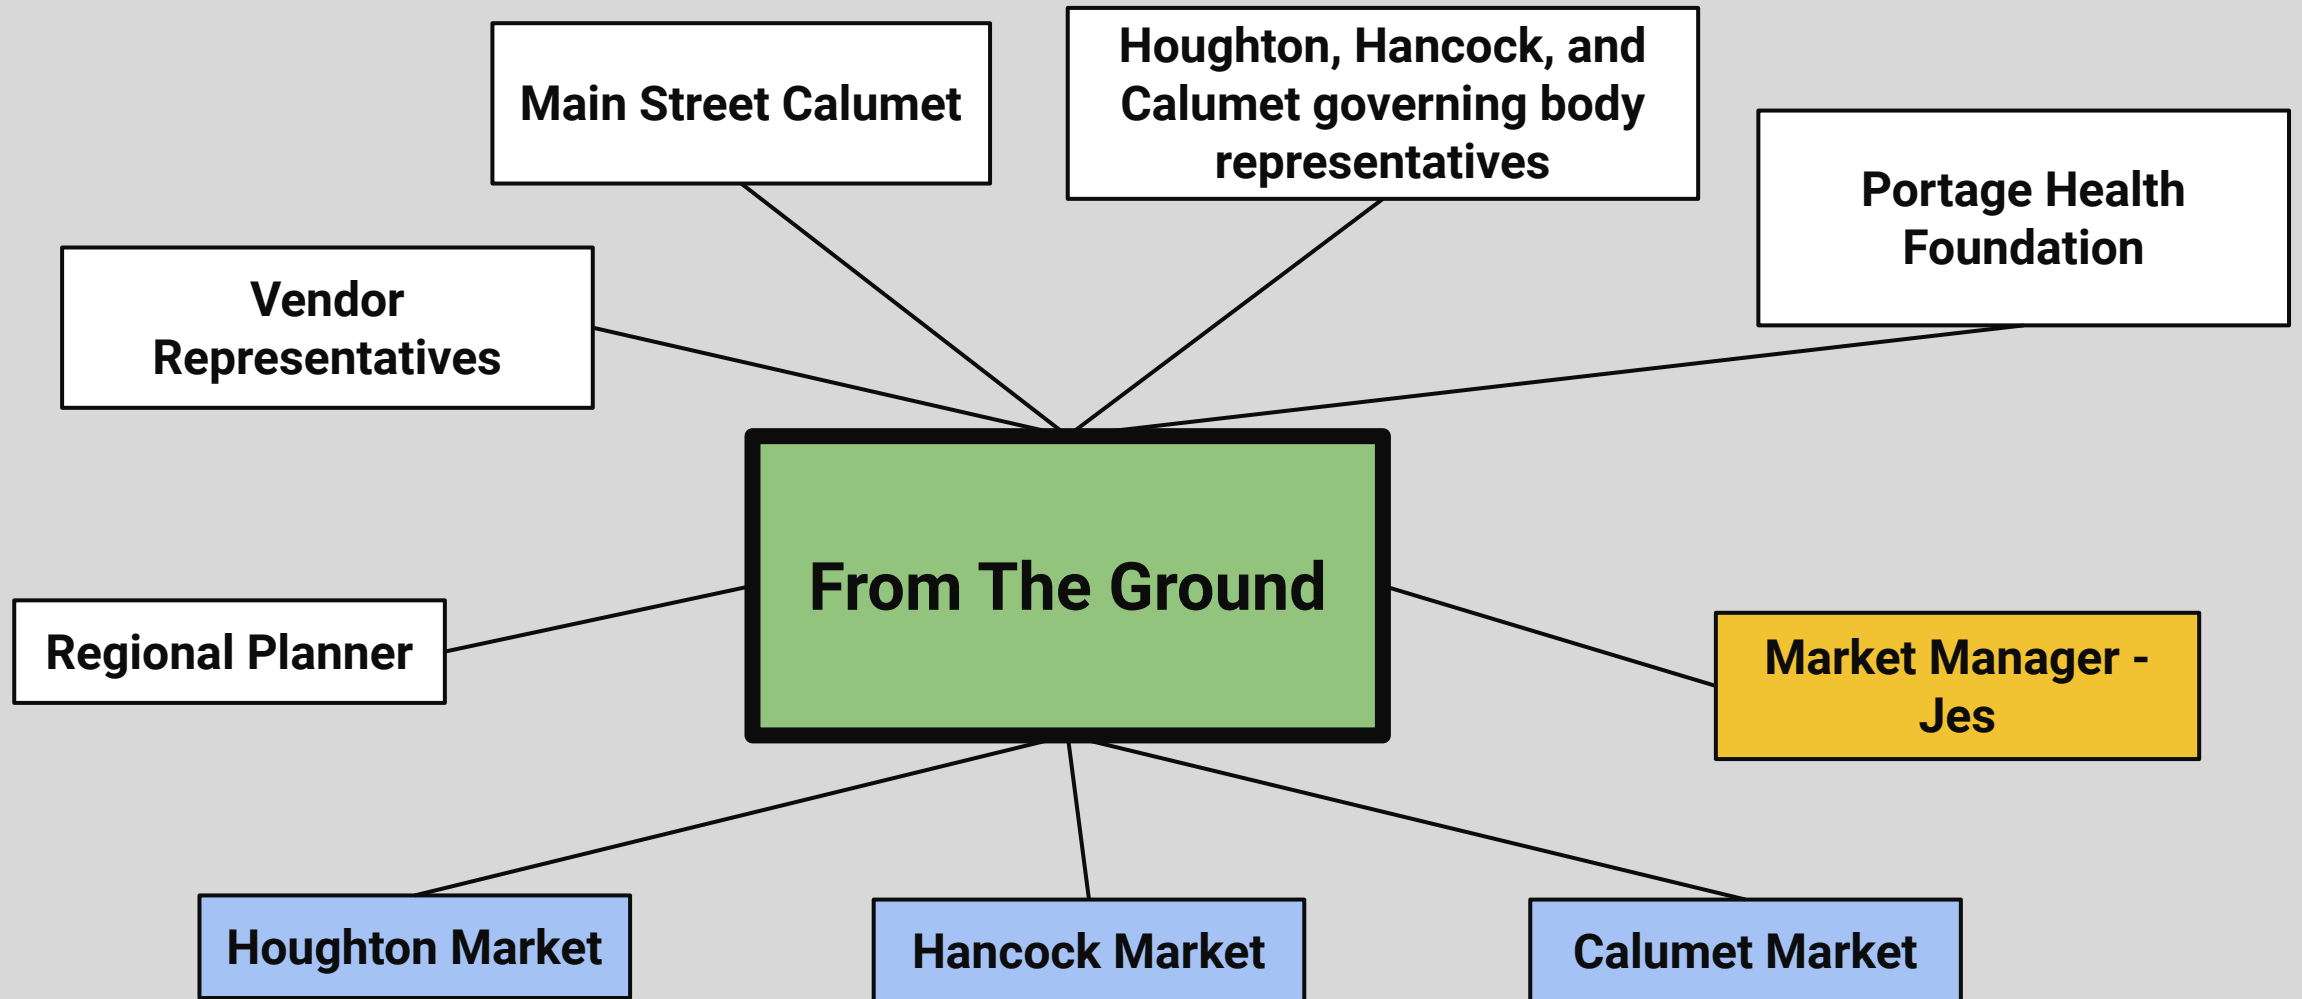 Main Street Calumet
Houghton, Hancock, and
Calumet governing body
representatives
Portage Health
Foundation
Vendor
Representatives
From The Ground
Regional Planner
Market Manager -
Jes
Houghton Market
Hancock Market
Calumet Market